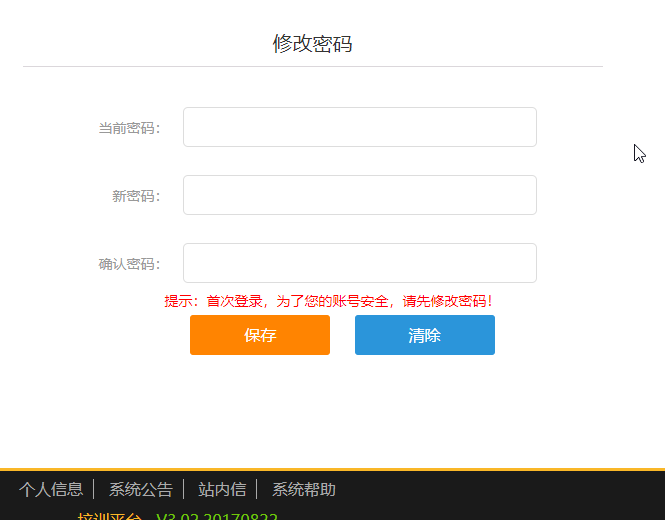 修改密码
当前密码：
新密码：
确认密码：
提示：首次登录，为了您的账号安全，请先修改密码！
保存 清除
个人信息 系统公告 站内信 系统帮助
培训平台 V3.02.20170822